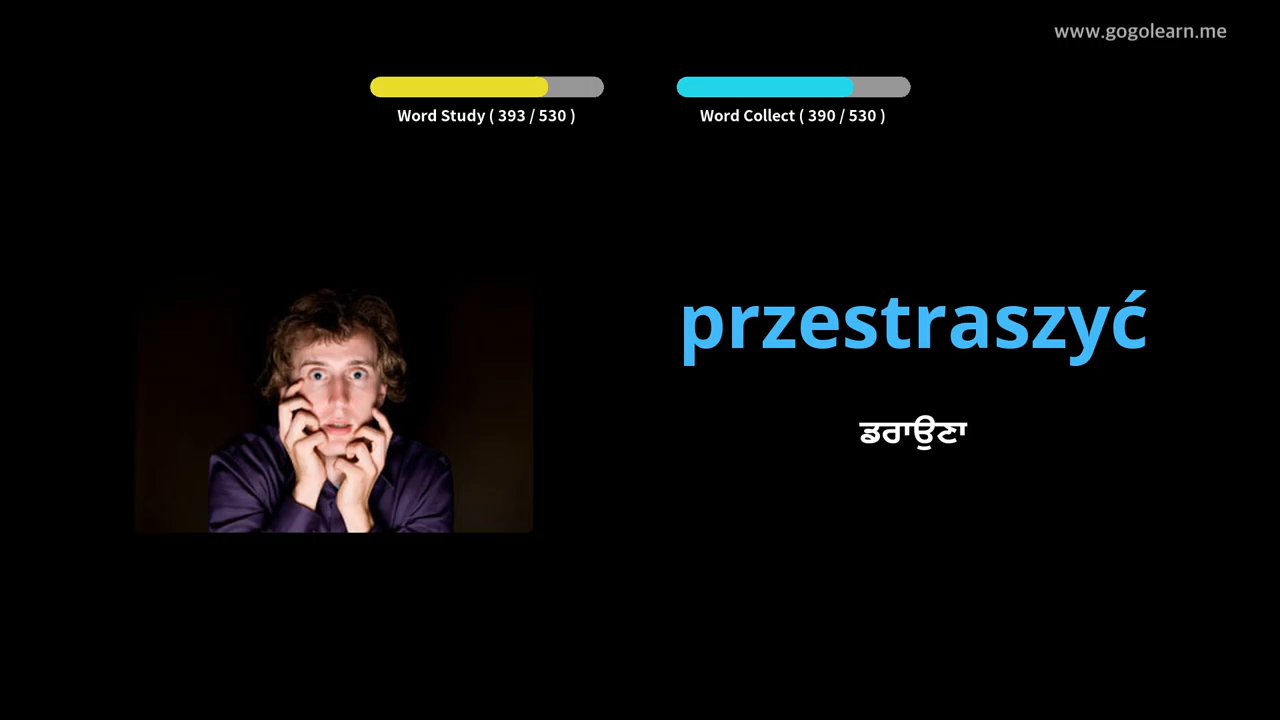 www.gogolearn.me
Word Study ( 393 / 530 )
Word Collect ( 390 / 530 )
przestraszyć
ਡਰਾਉਣਾ